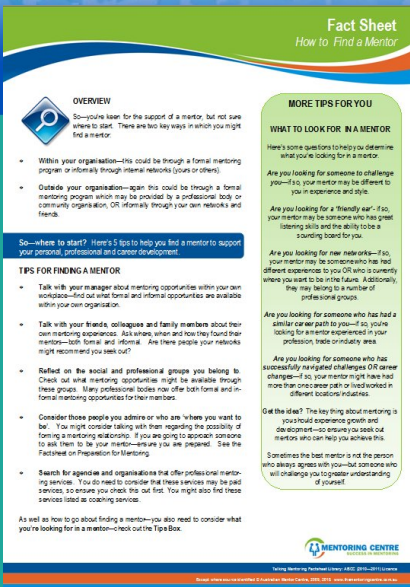 Fact Sheet
How to Find a Mentor
OVERVIEW
So—you're keen for the support of a mentor, but not sure
where to start. There are two key ways in which you might
find a mentor:
Within your organisation—this could be through a formal mentoring
program or informally through internal networks (yours or others).
Outside your organisation—again this could be through a formal
mentoring program which may be provided by a professional body or
community organisation, OR informally through your own networks and
friends.
So—where to start? Here's 5 tips to help you find a mentor to support
your personal, professional and career development.
TIPS FOR FINDING A MENTOR
Talk with your manager about mentoring opportunities within your own
workplace—find out what formal and informal opportunities are available
within your own organisation.
Talk with your friends, colleagues and family members about their
own mentoring experiences. Ask where, when and how they found their
mentors—both formal and informal. Are there people your networks
might recommend you seek out?
Reflect on the social and professional groups you belong to.
Check out what mentoring opportunities might be available through
these groups. Many professional bodies now offer both formal and in-
formal mentoring opportunities for their members.
Consider those people you admire or who are 'where you want to
be'. You might consider talking with them regarding the possibility of
forming a mentoring relationship. If you are going to approach someone
to ask them to be your mentor—ensure you are prepared. See the
Factsheet on Preparation for Mentoring.
Search for agencies and organisations that offer professional mentor-
ing services. You do need to consider that these services may be paid
services, so ensure you check this out first. You might also find these
services listed as coaching services.
As well as how to go about finding a mentor—you also need to consider what
you're looking for in a mentor—check out the Tips Box.
MORE TIPS FOR YOU
WHAT TO LOOK FOR IN A MENTOR
Here's some questions to help you determine
what you're looking for in a mentor.
Are you looking for someone to challenge
you—if so, your mentor may be different to
you in experience and style.
Are you looking for a 'friendly ear'- if so,
your mentor may be someone who has great
listening skills and the ability to be a
sounding board for you.
Are you looking for new networks—if so,
your mentor may be someone who has had
different experiences to you OR who is currently
where you want to be in the future. Additionally,
they may belong to a number of
professional groups.
Are you looking for someone who has had a
similar career path to you—if so, you're
looking for a mentor experienced in your
profession, trade or industry area.
Are you looking for someone who has
successfully navigated challenges OR career
changes—if so, your mentor might have had
more than one career path or lived/worked in
different locations/industries.
Get the idea? The key thing about mentoring is
you should experience growth and
development—so ensure you seek out
mentors who can help you achieve this.
Sometimes the best mentor is not the person
who always agrees with you—but someone who
will challenge you to greater understanding
of yourself.
MENTORING CENTRE
SUCCESS IN MENTORING
Talking Mentoring Factsheet Library: ABCC (2010—2011) Licence
Except where source identified © Australian Mentor Centre, 2009, 2010 www.thementoringcentre.com.au